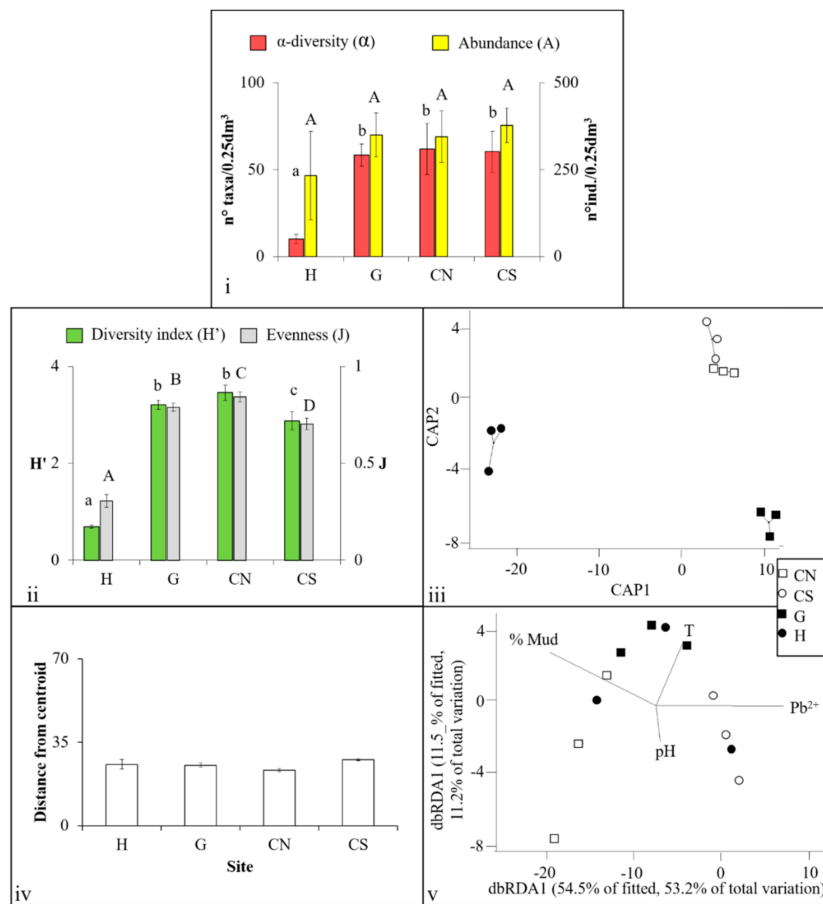 α-diversity (α) Abundance (A)
100 500
n° taxa/0.25dm³
n°ind./0.25dm³
50 250
0 0
a A b A b A b A
H G CN CS
i
Diversity index (H’) Evenness (J)
4 1
H' 2 0.5 J
0 0
a A b B b C c D
H G CN CS
ii
4
0
-4
-8
CAP2
-20 -10 0 10
CAP1
iii
CN
CS
G
H
70
35
0
Distance from centroid
H G CN CS
Site
iv
4
0
-4
-8
dbRDA1 (11.5_% of fitted,
11.2% of total variation)
% Mud
T
Pb²⁺
pH
-20 -10 0 10
dbRDA1 (54.5% of fitted, 53.2% of total variation)
v